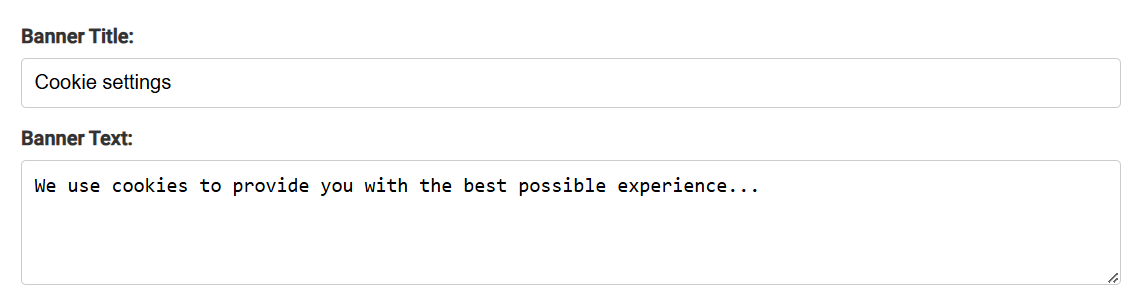 Banner Title:
Cookie settings
Banner Text:
We use cookies to provide you with the best possible experience...